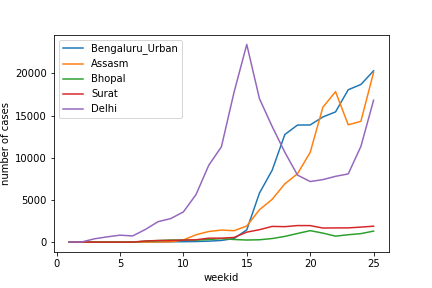 Bengaluru_Urban
Assasm
Bhopal
Surat
Delhi
20000
15000
10000
5000
0
number of cases
0 5 10 15 20 25
weekid